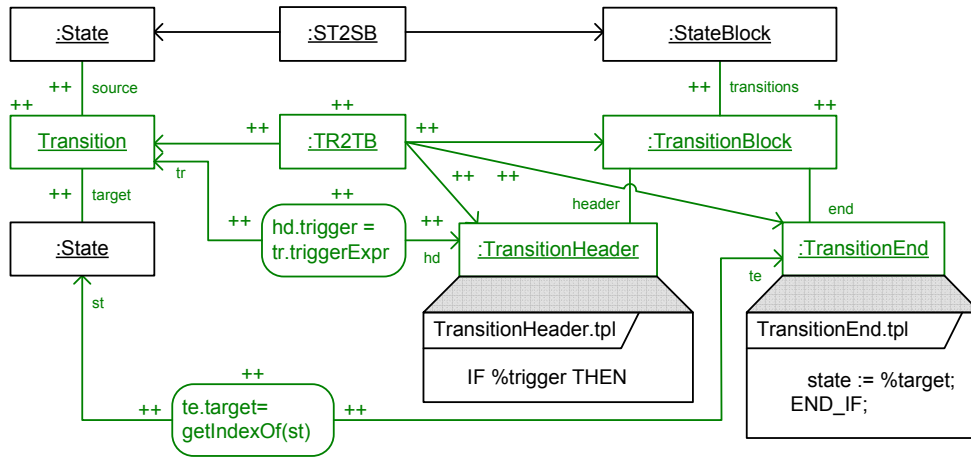 :State
:ST2SB
:StateBlock
++
source
++
transitions
++
++
++
Transition
++
:TR2TB
++
:TransitionBlock
tr
++
++
++
target
++
++
hd.trigger =
tr.triggerExpr
++
hd
header
end
:State
:TransitionHeader
:TransitionEnd
st
te
TransitionHeader.tpl
IF %trigger THEN
TransitionEnd.tpl
state := %target;
END_IF;
++
++
te.target=
getIndexOf(st)
++